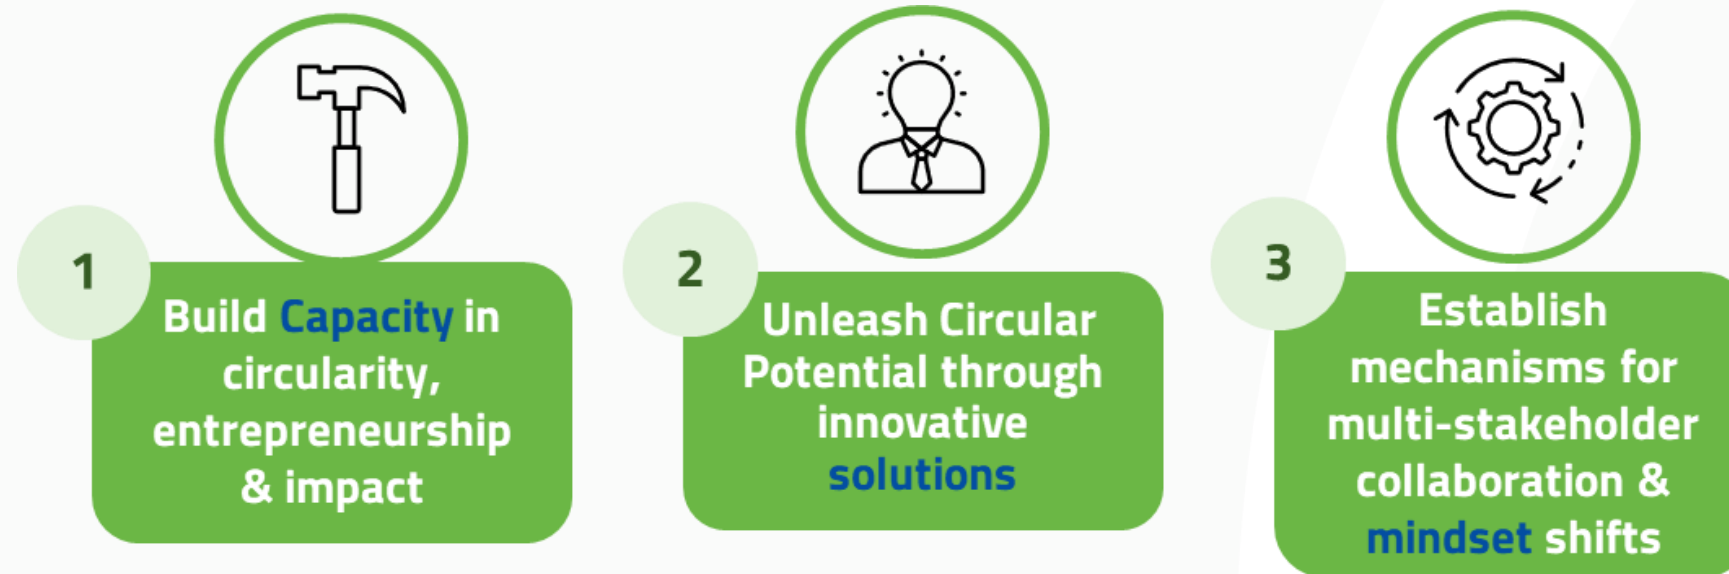 1
Build Capacity in
circularity,
entrepreneurship
& impact
2
Unleash Circular
Potential through
innovative
solutions
3
Establish
mechanisms for
multi-stakeholder
collaboration &
mindset shifts